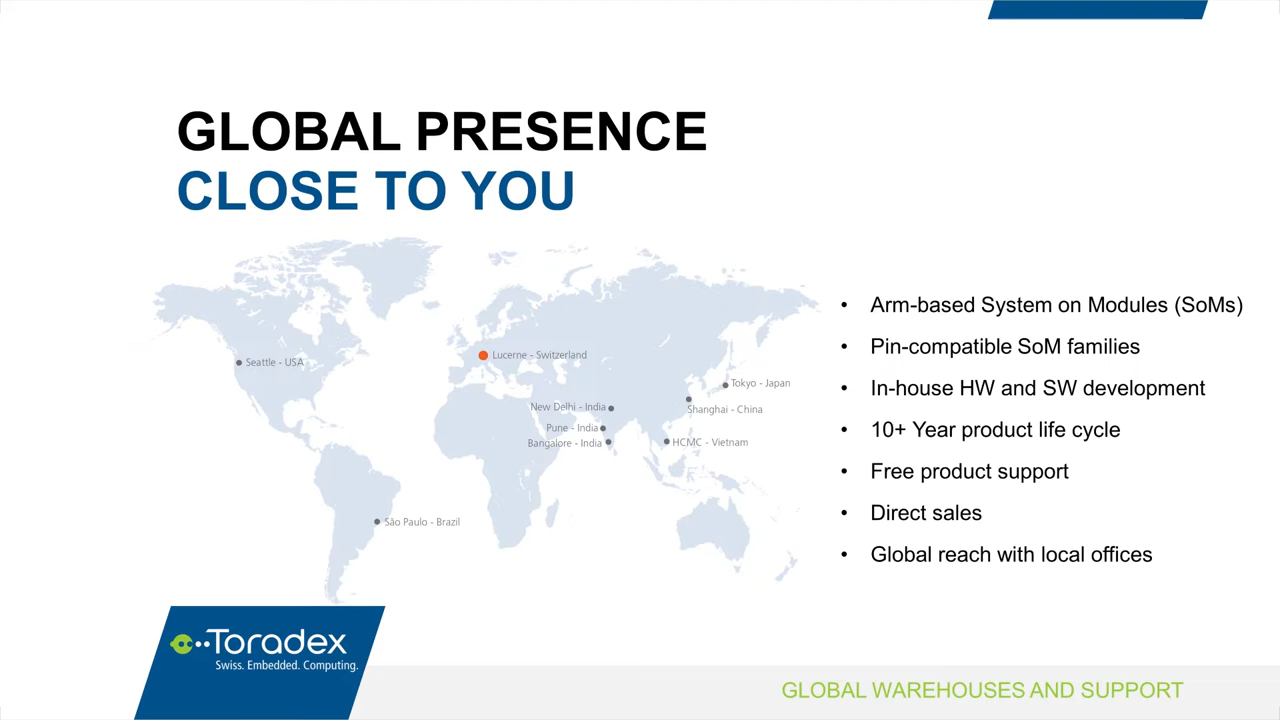 GLOBAL PRESENCE
CLOSE TO YOU
Seattle - USA
Lucerne - Switzerland
Tokyo - Japan
New Delhi - India
Shanghai - China
Pune - India
Bangalore - India
HCMC - Vietnam
São Paulo - Brazil
• Arm-based System on Modules (SoMs)
• Pin-compatible SoM families
• In-house HW and SW development
• 10+ Year product life cycle
• Free product support
• Direct sales
• Global reach with local offices
Toradex
Swiss. Embedded. Computing.
GLOBAL WAREHOUSES AND SUPPORT